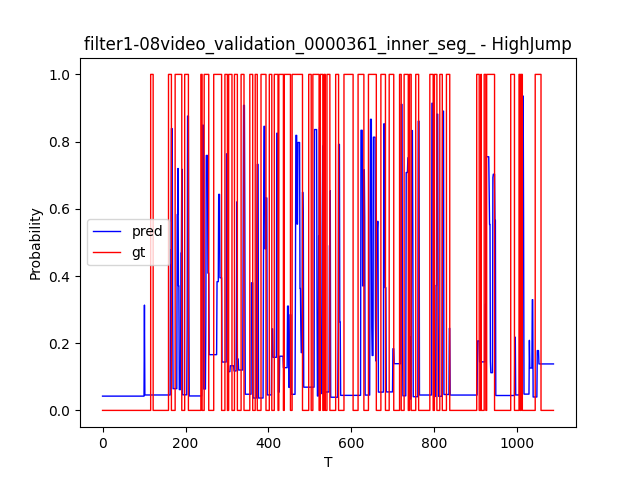 filter1-08video_validation_0000361_inner_seg_ - HighJump
1.0
0.8
0.6
0.4
0.2
0.0
Probability
pred
gt
0 200 400 600 800 1000
T